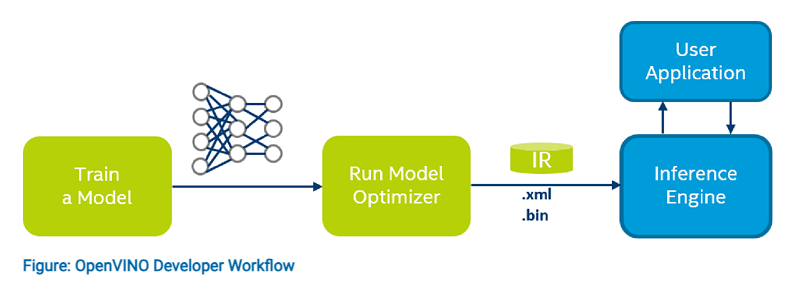 User
Application
Train
a Model
Run Model
Optimizer
IR
.xml
.bin
Inference
Engine
Figure: OpenVINO Developer Workflow